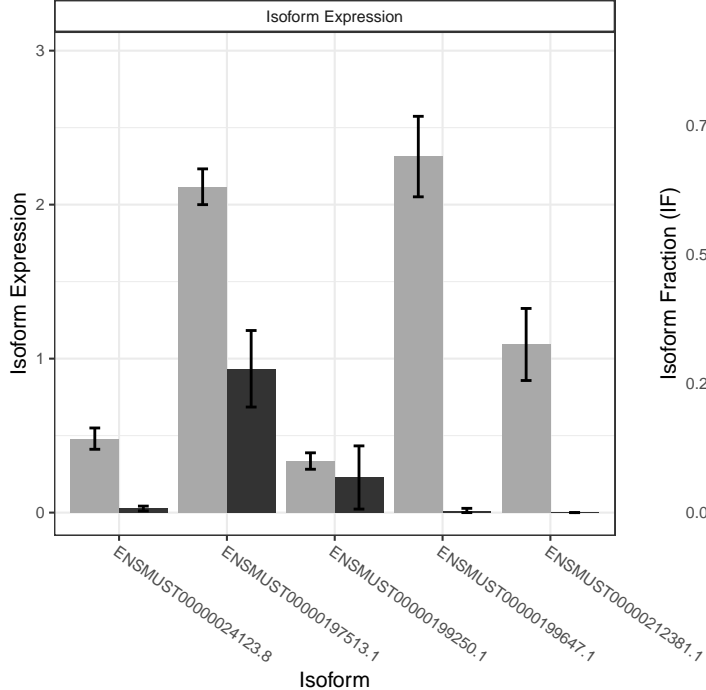 Isoform Expression
3
2
1
0
Isoform Expression
ENSMUST00000024123.8
ENSMUST00000197513.1
ENSMUST00000199250.1
ENSMUST00000199647.1
ENSMUST00000212381.1
Isoform
0.7
0.5
0.2
0.0
Isoform Fraction (IF)